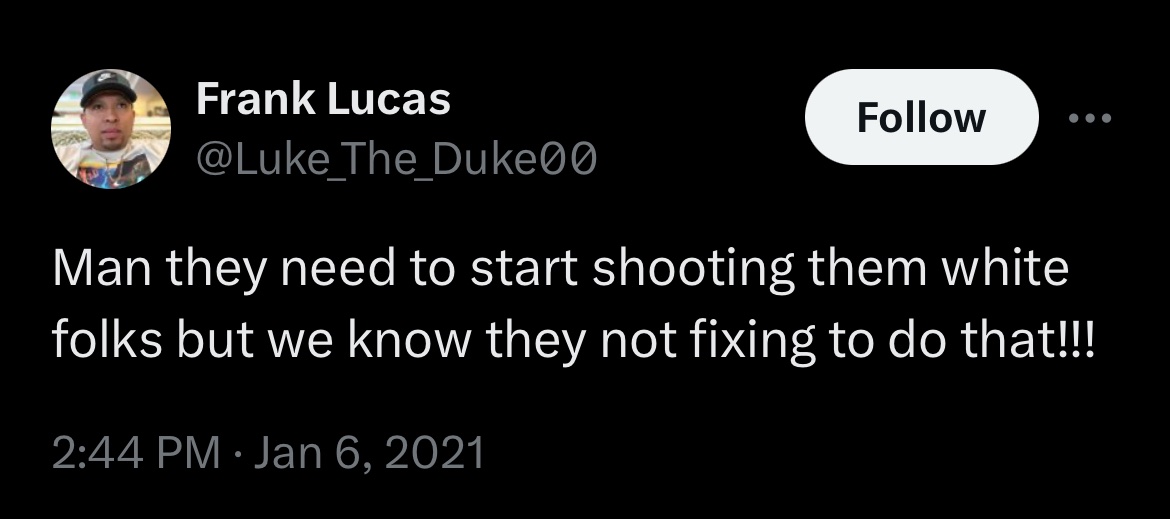 Frank Lucas
@Luke_The_Duke00
Follow
Man they need to start shooting them white
folks but we know they not fixing to do that!!!
2:44 PM · Jan 6, 2021